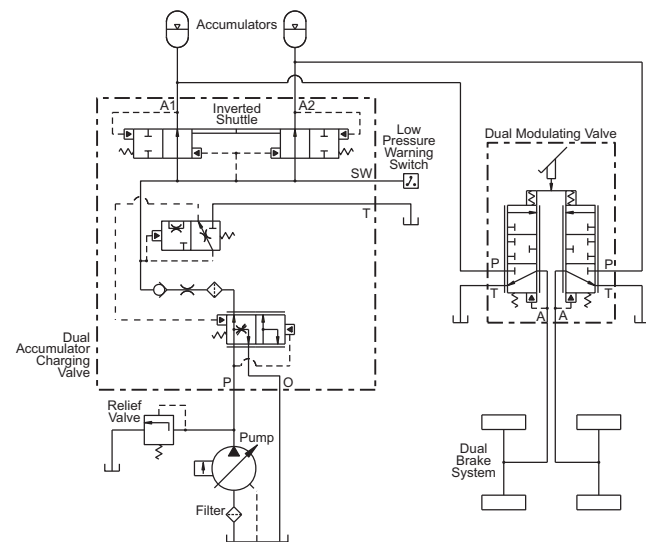 Accumulators
A1
A2
Inverted
Shuttle
Low
Pressure
Warning
Switch
Dual Modulating Valve
SW
T
P
P
T
T
A
A
Dual
Accumulator
Charging
Valve
P
O
Relief
Valve
Pump
Filter
Dual
Brake
System